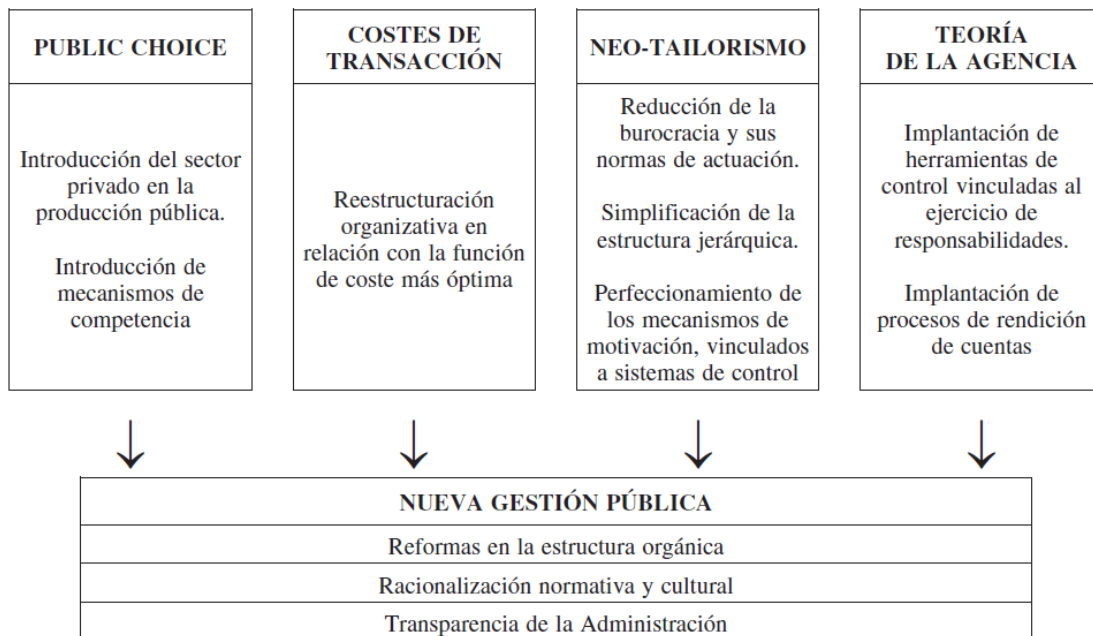 PUBLIC CHOICE
Introducción del sector
privado en la
producción pública.
Introducción de
mecanismos de
competencia
COSTES DE
TRANSACCIÓN
Reestructuración
organizativa en
relación con la función
de coste más óptima
NEO-TAILORISMO
Reducción de la
burocracia y sus
normas de actuación.
Simplificación de la
estructura jerárquica.
Perfeccionamiento de
los mecanismos de
motivación, vinculados
a sistemas de control
TEORÍA
DE LA AGENCIA
Implantación de
herramientas de
control vinculadas al
ejercicio de
responsabilidades.
Implantación de
procesos de rendición
de cuentas
NUEVA GESTIÓN PÚBLICA
Reformas en la estructura orgánica
Racionalización normativa y cultural
Transparencia de la Administración